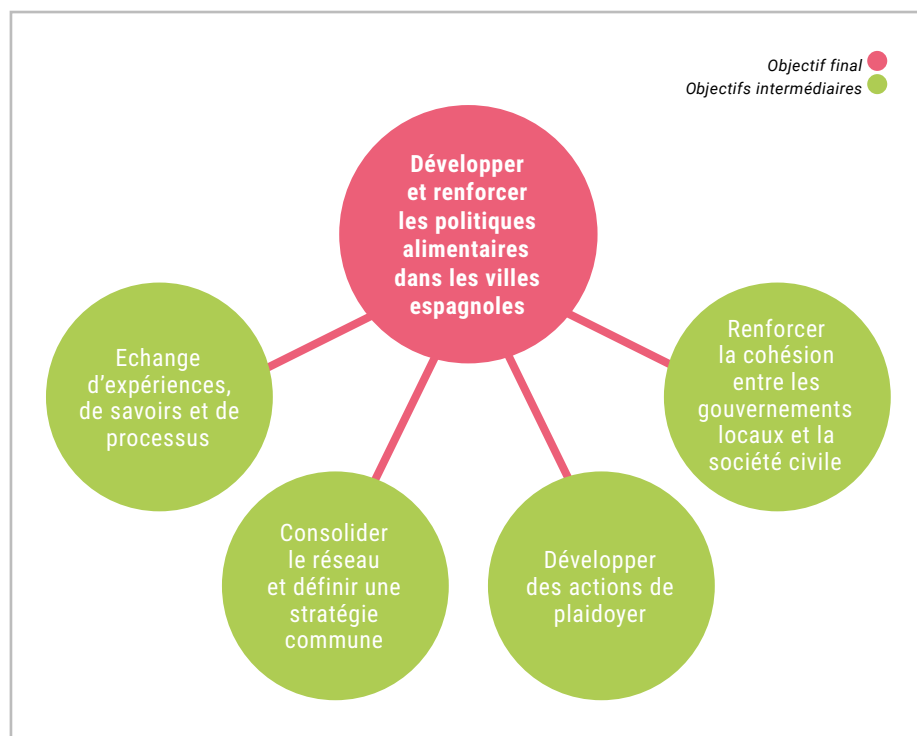 Objectif final
Objectifs intermédiaires
Développer
et renforcer
les politiques
alimentaires
dans les villes
espagnoles
Echange
d’expériences,
de savoirs et de
processus
Consolider
le réseau
et définir une
stratégie
commune
Développer
des actions de
plaidoyer
Renforcer
la cohésion
entre les
gouvernements
locaux et la
société civile